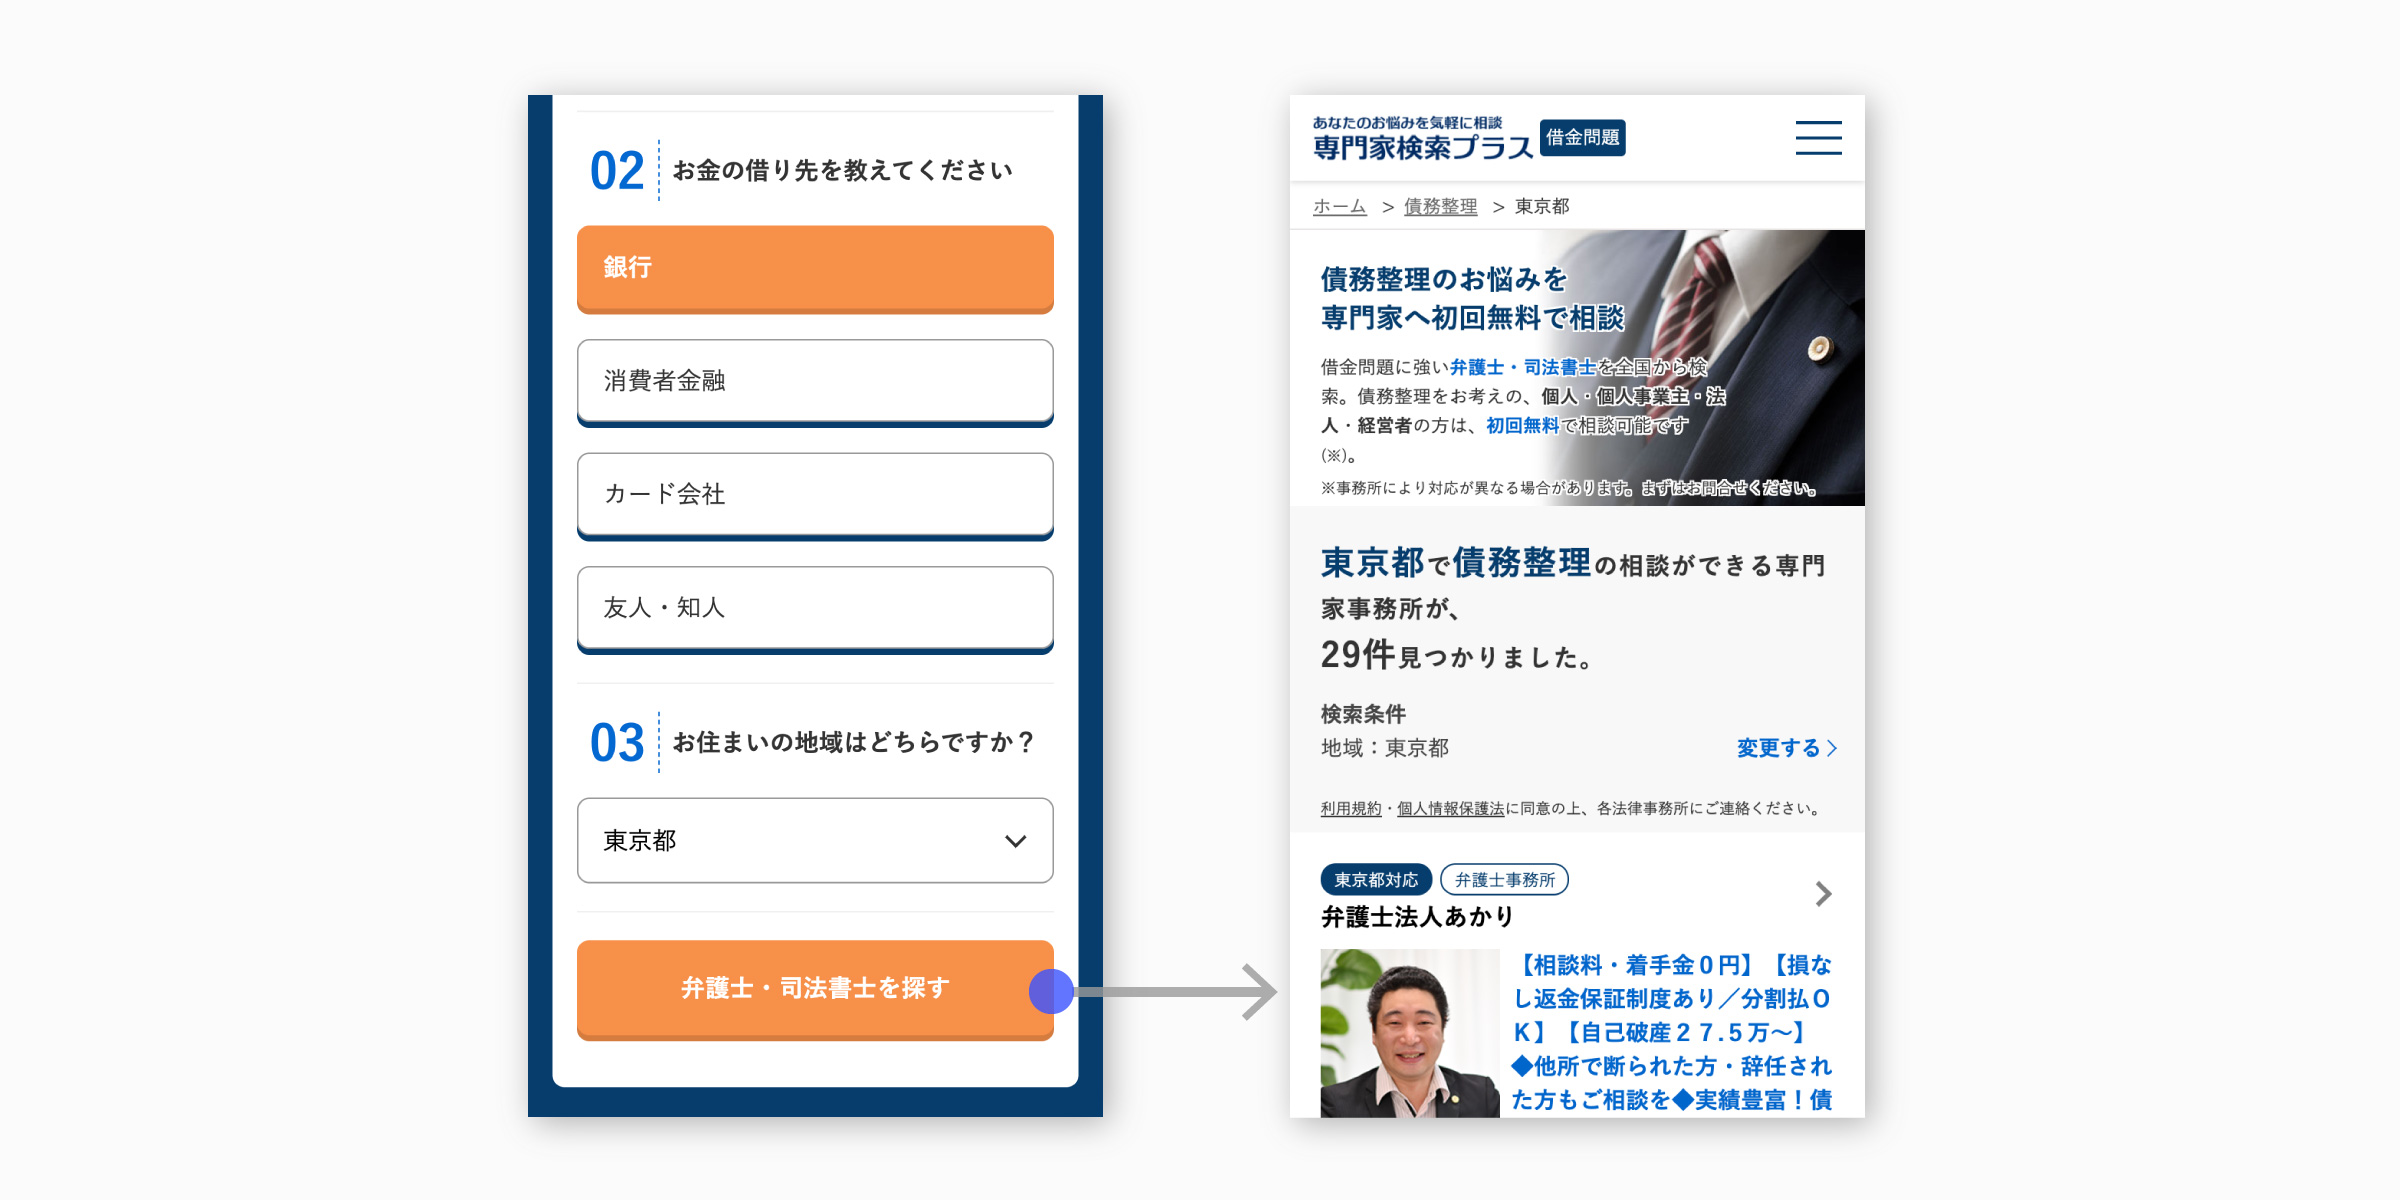 02 お金の借り先を教えてください
銀行
消費者金融
カード会社
友人・知人
03 お住まいの地域はどちらですか？
東京都
弁護士・司法書士を探す
あなたのお悩みを気軽に相談
専門家検索プラス 借金問題
ホーム > 債務整理 > 東京都
債務整理のお悩みを
専門家へ初回無料で相談
借金問題に強い弁護士・司法書士を全国から検
索。債務整理をお考えの、個人・個人事業主・法
人・経営者の方は、初回無料で相談可能です
(※)。
※事務所により対応が異なる場合があります。まずはお問合せください。
東京都で債務整理の相談ができる専門
家事務所が、
29件見つかりました。
検索条件
地域：東京都 変更する
利用規約・個人情報保護法に同意の上、各法律事務所にご連絡ください。
東京都対応 弁護士事務所
弁護士法人あかり
【相談料・着手金０円】【損な
し返金保証制度あり／分割払Ｏ
Ｋ】【自己破産２７.５万〜】
◆他所で断られた方・辞任され
た方もご相談を◆実績豊富！債